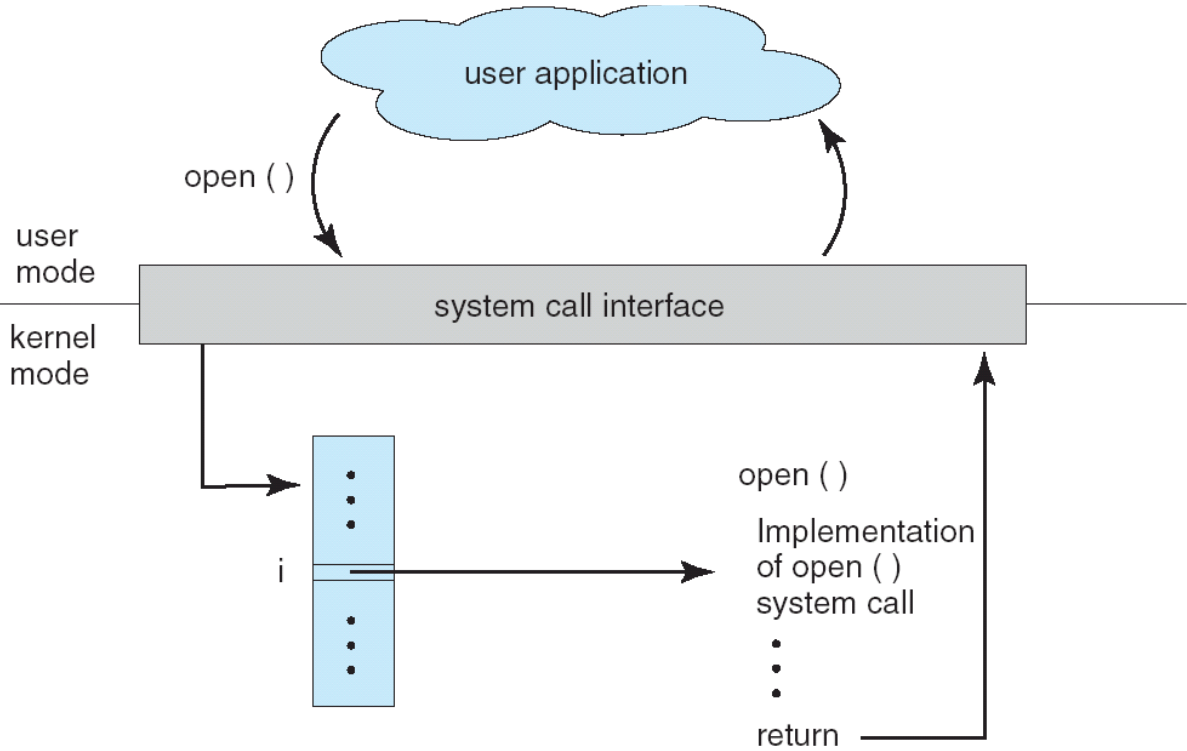 user application
open ( )
user
mode
system call interface
kernel
mode
open ( )
i
Implementation
of open ( )
system call
return